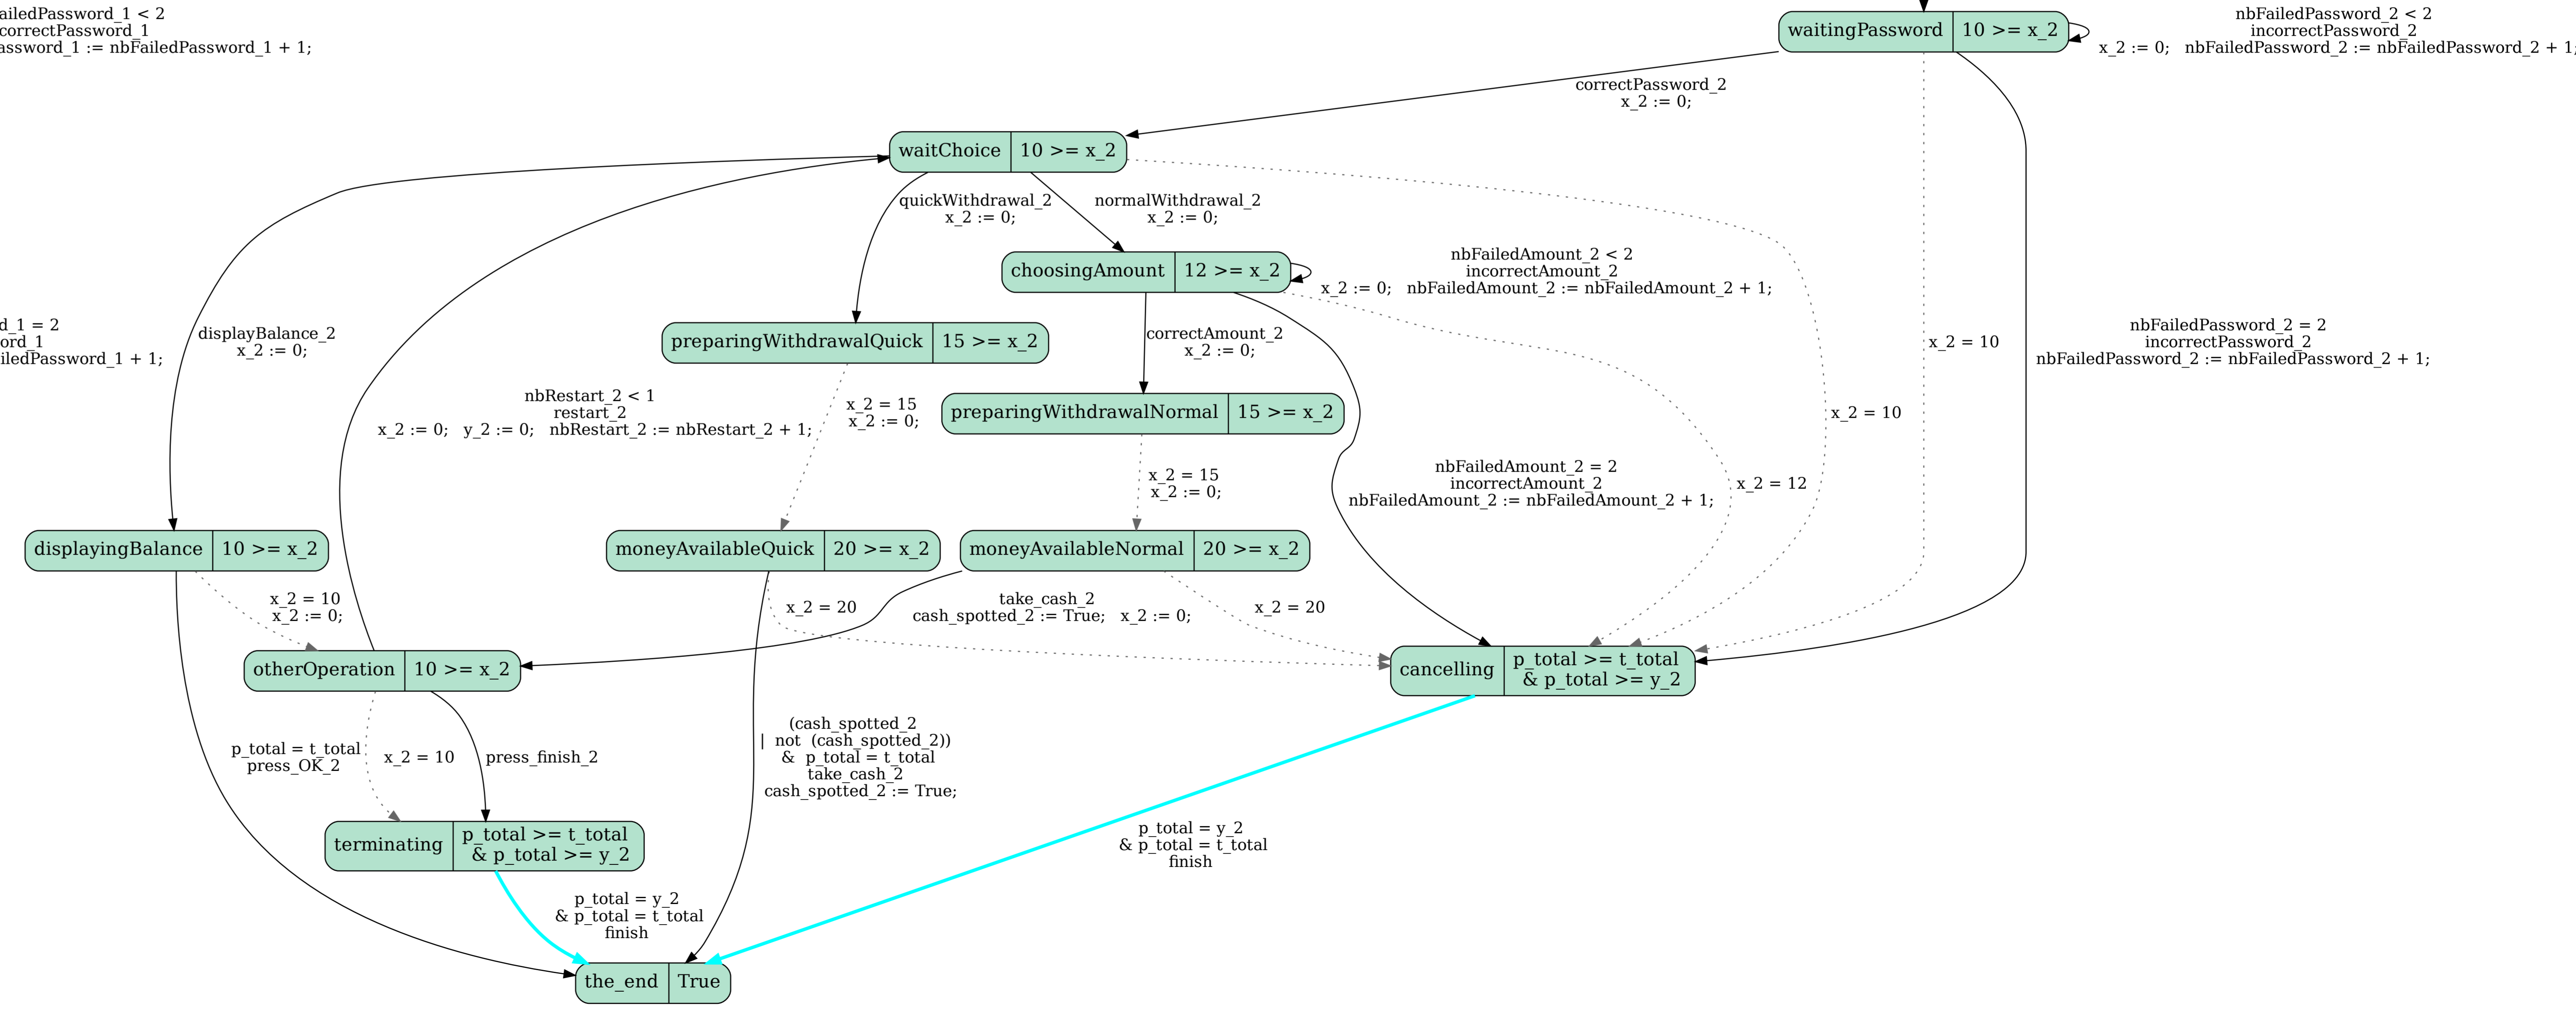 ailedPassword_1 < 2
correctPassword_1
assword_1 := nbFailedPassword_1 + 1;
waitingPassword
10 >= x_2
nbFailedPassword_2 < 2
incorrectPassword_2
x_2 := 0;   nbFailedPassword_2 := nbFailedPassword_2 + 1;
correctPassword_2
x_2 := 0;
waitChoice
10 >= x_2
quickWithdrawal_2
x_2 := 0;
normalWithdrawal_2
x_2 := 0;
choosingAmount
12 >= x_2
nbFailedAmount_2 < 2
incorrectAmount_2
x_2 := 0;   nbFailedAmount_2 := nbFailedAmount_2 + 1;
d_1 = 2
ord_1
iledPassword_1 + 1;
displayBalance_2
x_2 := 0;
preparingWithdrawalQuick
15 >= x_2
correctAmount_2
x_2 := 0;
x_2 = 10
nbFailedPassword_2 = 2
incorrectPassword_2
nbFailedPassword_2 := nbFailedPassword_2 + 1;
nbRestart_2 < 1
restart_2
x_2 := 0;   y_2 := 0;   nbRestart_2 := nbRestart_2 + 1;
x_2 = 15
x_2 := 0;
preparingWithdrawalNormal
15 >= x_2
x_2 = 10
x_2 = 15
x_2 := 0;
nbFailedAmount_2 = 2
incorrectAmount_2
nbFailedAmount_2 := nbFailedAmount_2 + 1;
x_2 = 12
displayingBalance
10 >= x_2
moneyAvailableQuick
20 >= x_2
moneyAvailableNormal
20 >= x_2
x_2 = 10
x_2 := 0;
x_2 = 20
take_cash_2
cash_spotted_2 := True;   x_2 := 0;
x_2 = 20
otherOperation
10 >= x_2
cancelling
p_total >= t_total
& p_total >= y_2
p_total = t_total
press_OK_2
x_2 = 10
press_finish_2
(cash_spotted_2
|  not  (cash_spotted_2))
&  p_total = t_total
take_cash_2
cash_spotted_2 := True;
terminating
p_total >= t_total
& p_total >= y_2
p_total = y_2
& p_total = t_total
finish
p_total = y_2
& p_total = t_total
finish
the_end
True